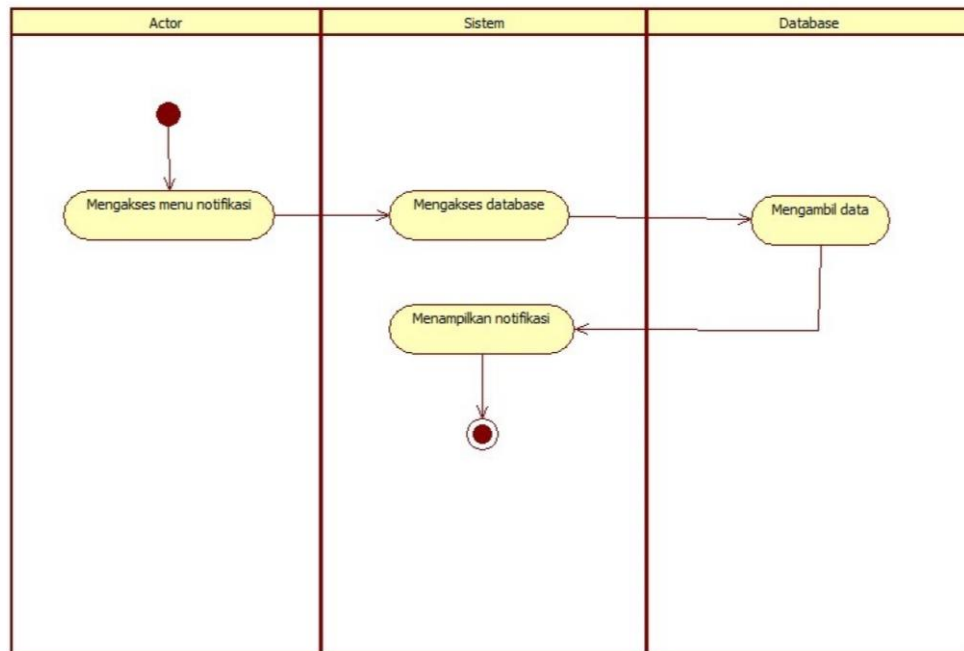 Actor
Sistem
Database
Mengakses menu notifikasi
Mengakses database
Mengambil data
Menampilkan notifikasi